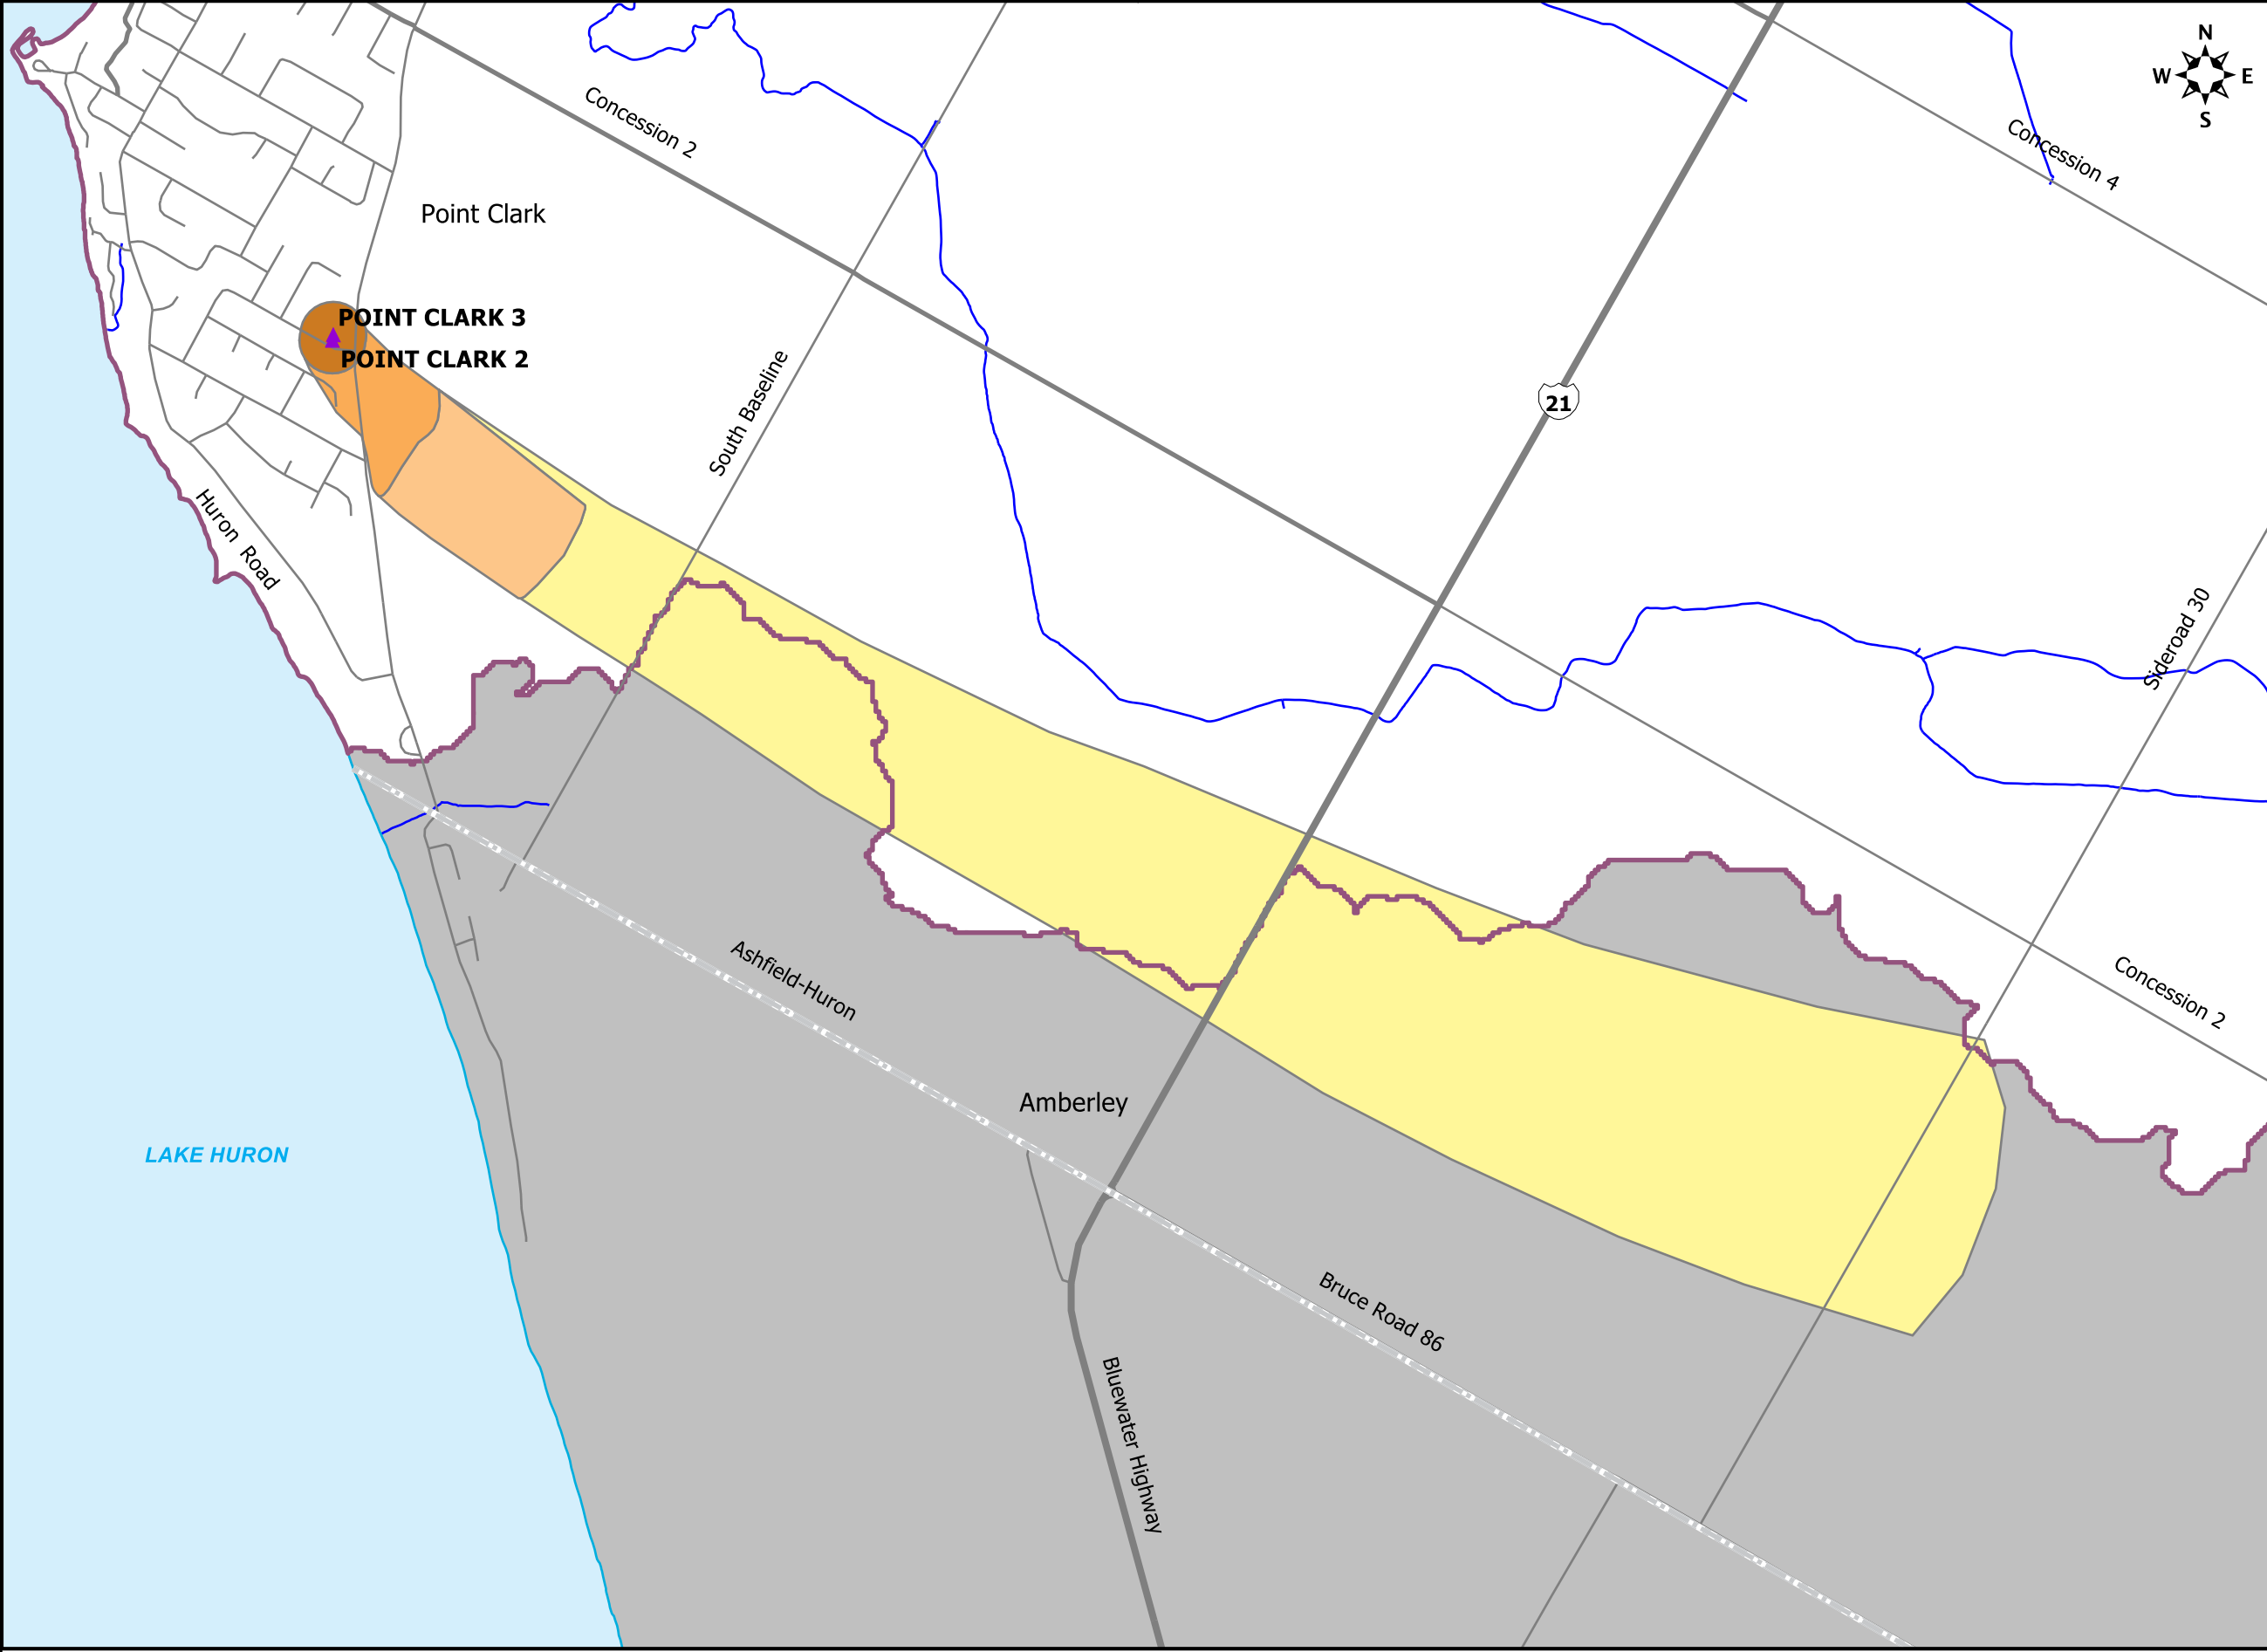 N
W E
S
Concession 2
Concession 4
Point Clark
POINT CLARK 3
POINT CLARK 2
South Baseline
21
Huron Road
Sideroad 30
Ashfield-Huron
Concession 2
Amberley
LAKE HURON
Bruce Road 86
Bluewater Highway